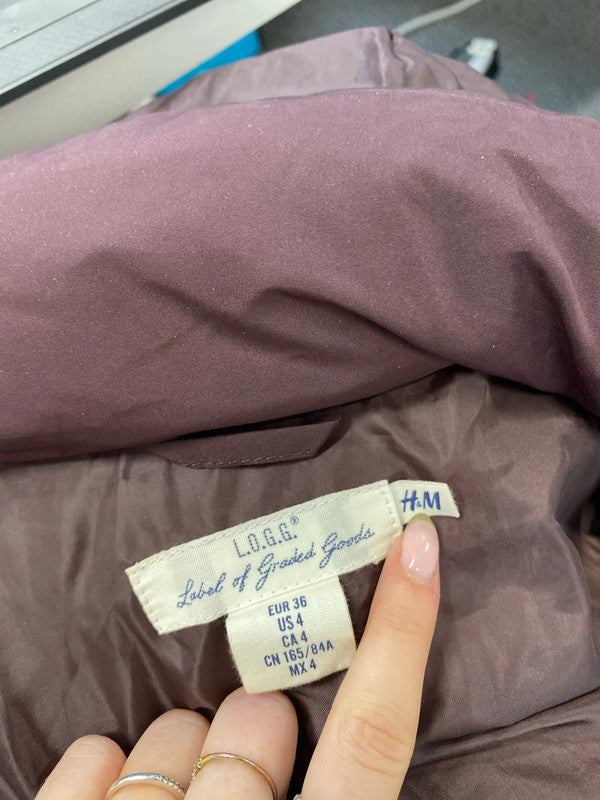 L.O.G.G.®
Label of Graded Goods
H&M
EUR 36
US 4
CA 4
CN 165/84A
MX 4